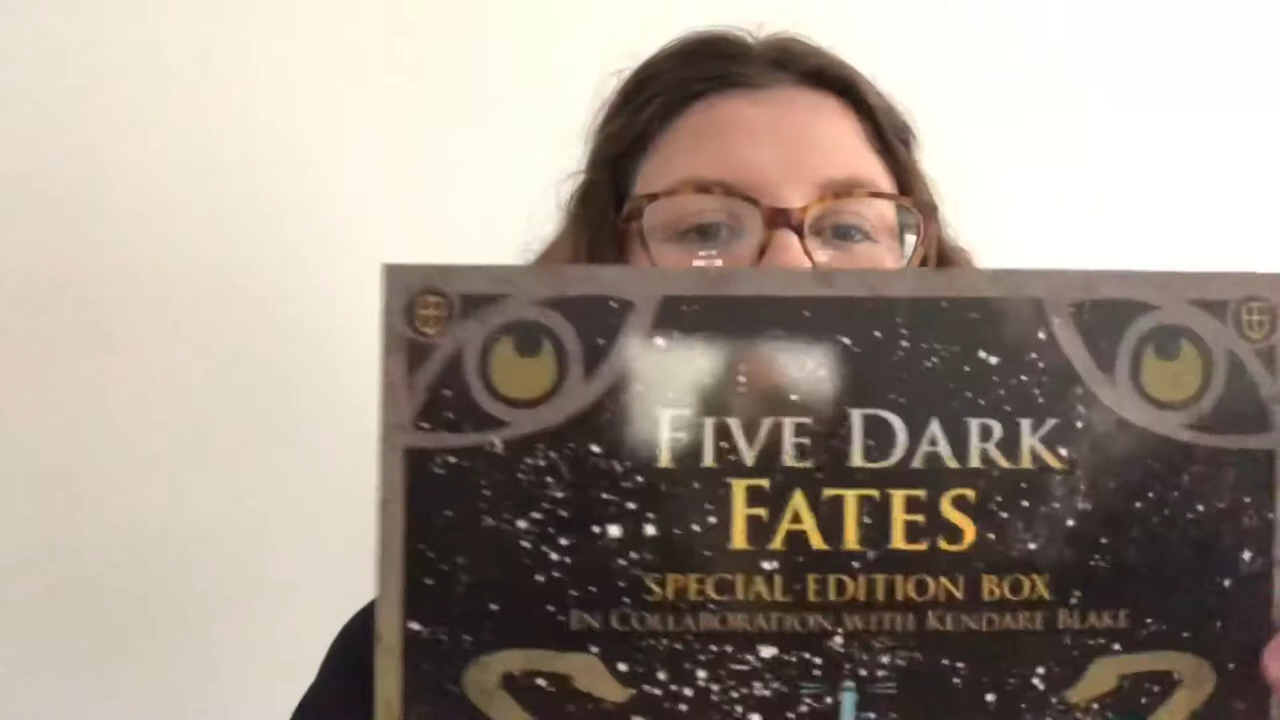 FIVE DARK
FATES
SPECIAL EDITION BOX
IN COLLABORATION WITH KENDARE BLAKE